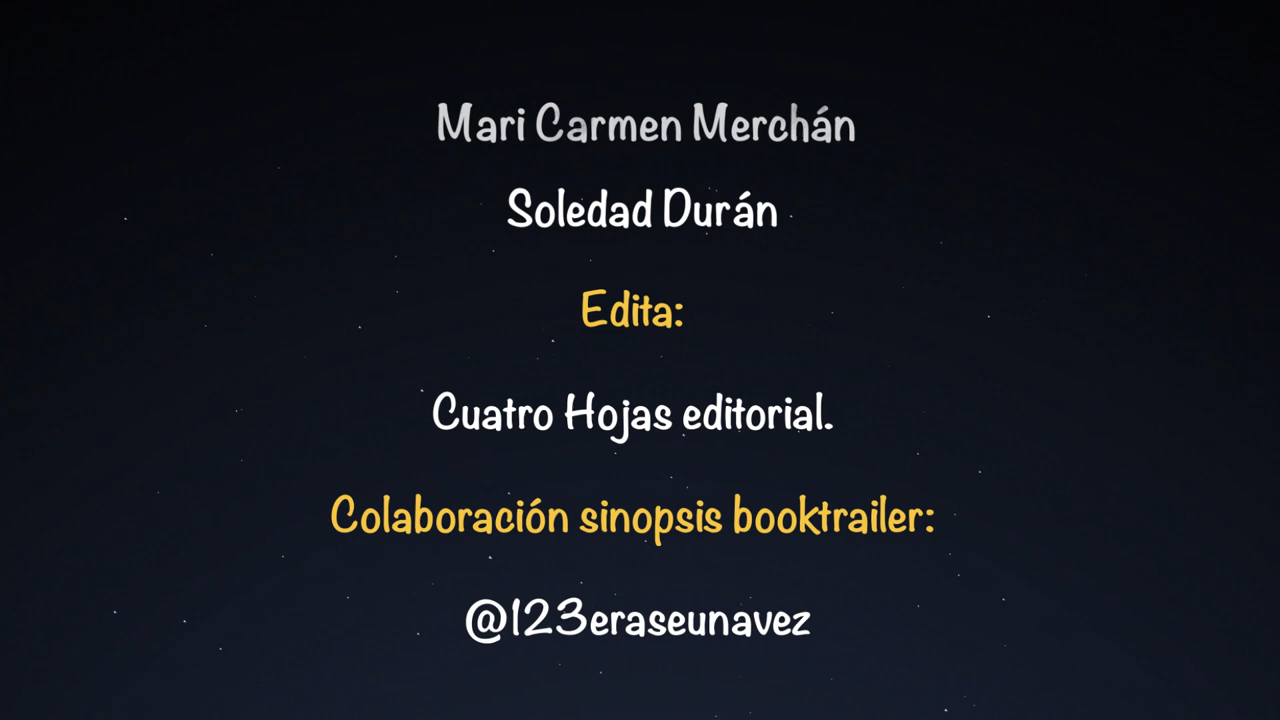 Mari Carmen Merchán
Soledad Durán
Edita:
Cuatro Hojas editorial.
Colaboración sinopsis booktrailer:
@123eraseunavez